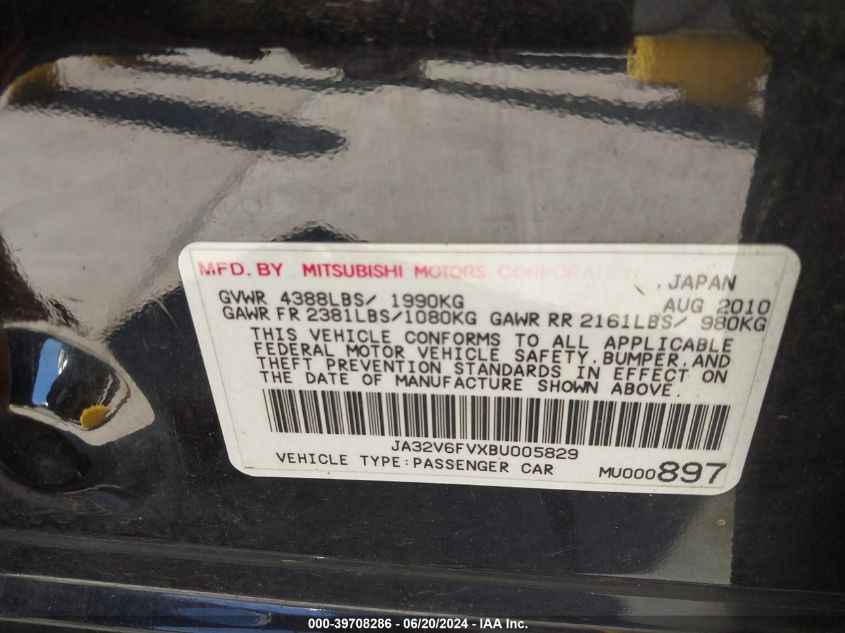 MFD. BY MITSUBISHI MOTORS CORPORATION, JAPAN
GVWR 4388LBS/ 1990KG AUG 2010
GAWR FR 2381LBS/1080KG GAWR RR 2161LBS/ 980KG
THIS VEHICLE CONFORMS TO ALL APPLICABLE
FEDERAL MOTOR VEHICLE SAFETY,BUMPER,AND
THEFT PREVENTION STANDARDS IN EFFECT ON
THE DATE OF MANUFACTURE SHOWN ABOVE.
JA32V6FVXBU005829
VEHICLE TYPE:PASSENGER CAR MU000897
000-39708286 - 06/20/2024 - IAA Inc.